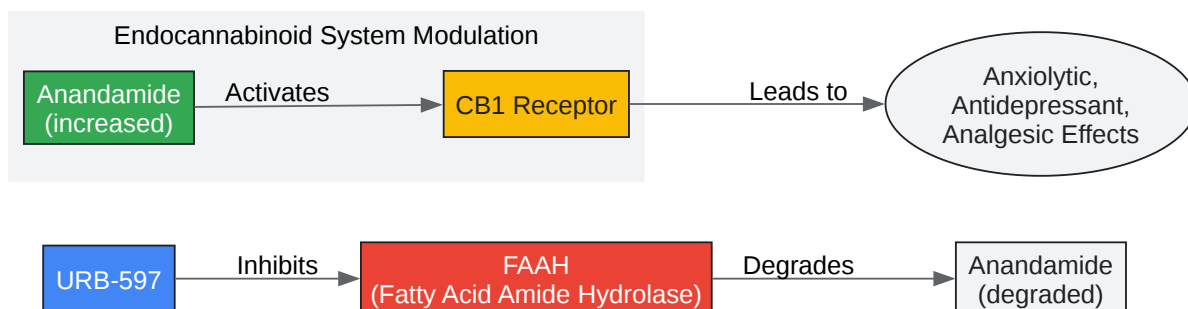 Endocannabinoid System Modulation
Anandamide
(increased)
Activates
CB1 Receptor
Leads to
Anxiolytic,
Antidepressant,
Analgesic Effects
URB-597
Inhibits
FAAH
(Fatty Acid Amide Hydrolase)
Degrades
Anandamide
(degraded)